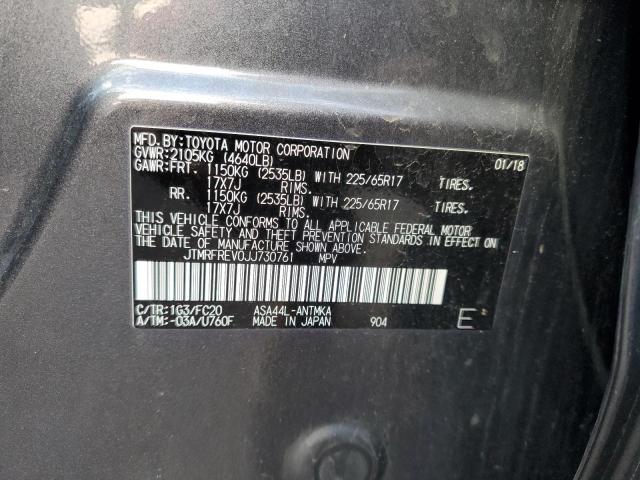 MFD. BY: TOYOTA MOTOR CORPORATION 01/18
GVWR: 2105KG (4640LB)
GAWR: FRT. 1150KG (2535LB) WITH 225/65R17 TIRES.
17X7J RIMS.
RR. 1150KG (2535LB) WITH 225/65R17 TIRES.
17X7J RIMS.
THIS VEHICLE CONFORMS TO ALL APPLICABLE FEDERAL MOTOR
VEHICLE SAFETY AND THEFT PREVENTION STANDARDS IN EFFECT
ON THE DATE OF MANUFACTURE SHOWN ABOVE.
JTMRFREV0JJ730761 MPV
C/TR: 1G3/FC20 ASA44L-ANTMKA
A/TM: -03A/U760F MADE IN JAPAN 904 E